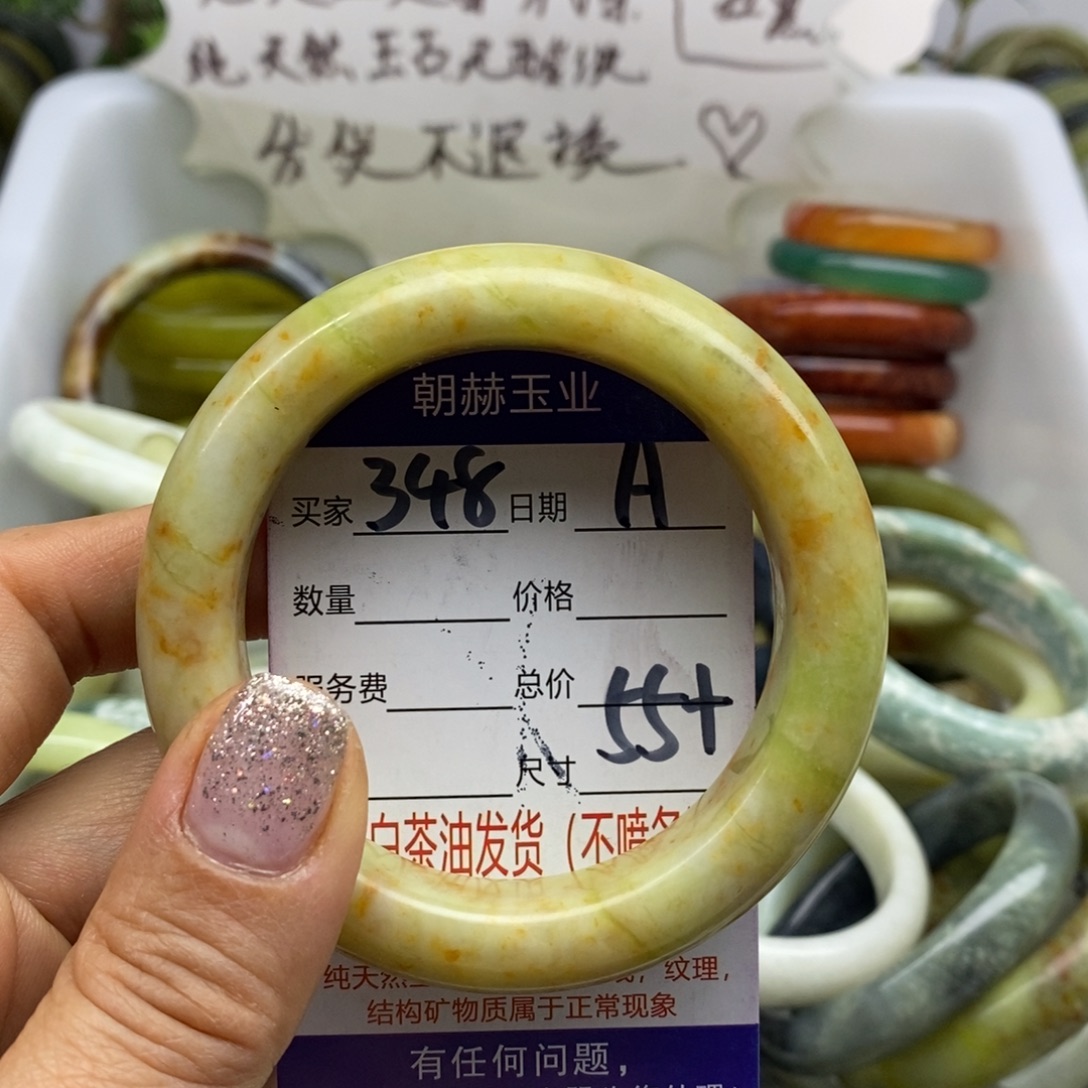 纯天然玉石无酸洗
售出不退换
朝赫玉业
买家 348 日期 A
数量 价格
服务费 总价 55+
尺寸
白茶油发货（不喷
纯天然 纹理，
结构矿物质属于正常现象
有任何问题，